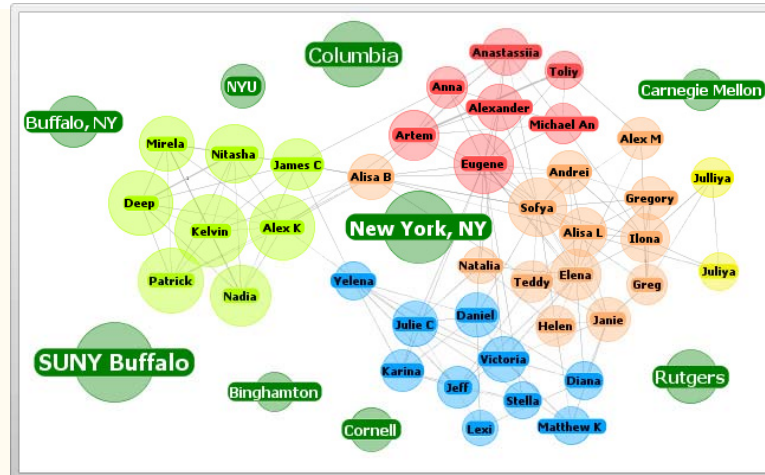 Columbia
Anastassiia
Toliy
NYU
Anna
Carnegie Mellon
Alexander
Buffalo, NY
Michael An
Artem
Alex M
Mirela
Nitasha
James C
Eugene
Alisa B
Andrei
Julliya
Deep
Sofya
Gregory
Kelvin
Alex K
New York, NY
Alisa L
Ilona
Natalia
Patrick
Yelena
Teddy
Elena
Greg
Juliya
Nadia
Daniel
Julie C
Helen
Janie
SUNY Buffalo
Victoria
Karina
Jeff
Diana
Rutgers
Binghamton
Stella
Cornell
Lexi
Matthew K